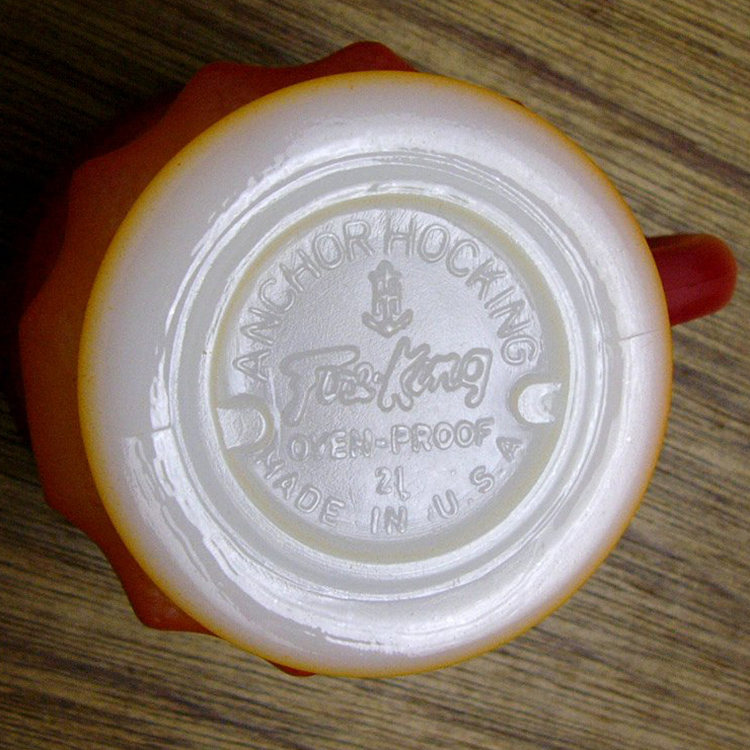 ANCHOR HOCKING
Fire-King
OVEN-PROOF
21
MADE IN U.S.A